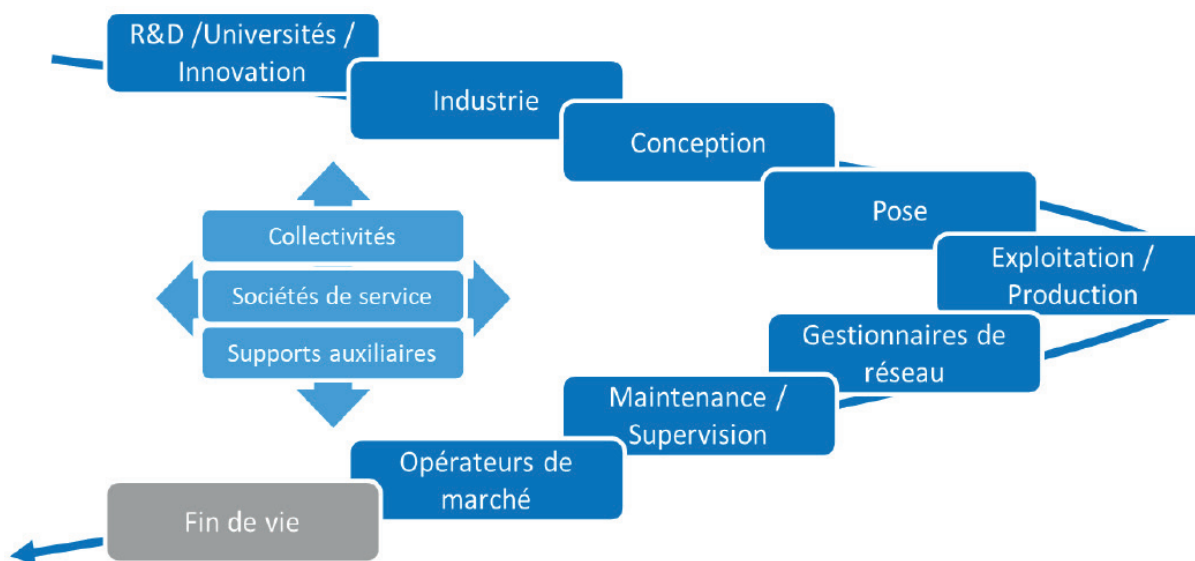 R&D /Universités /
Innovation
Industrie
Conception
Pose
Exploitation /
Production
Gestionnaires de
réseau
Maintenance /
Supervision
Opérateurs de
marché
Fin de vie
Collectivités
Sociétés de service
Supports auxiliaires